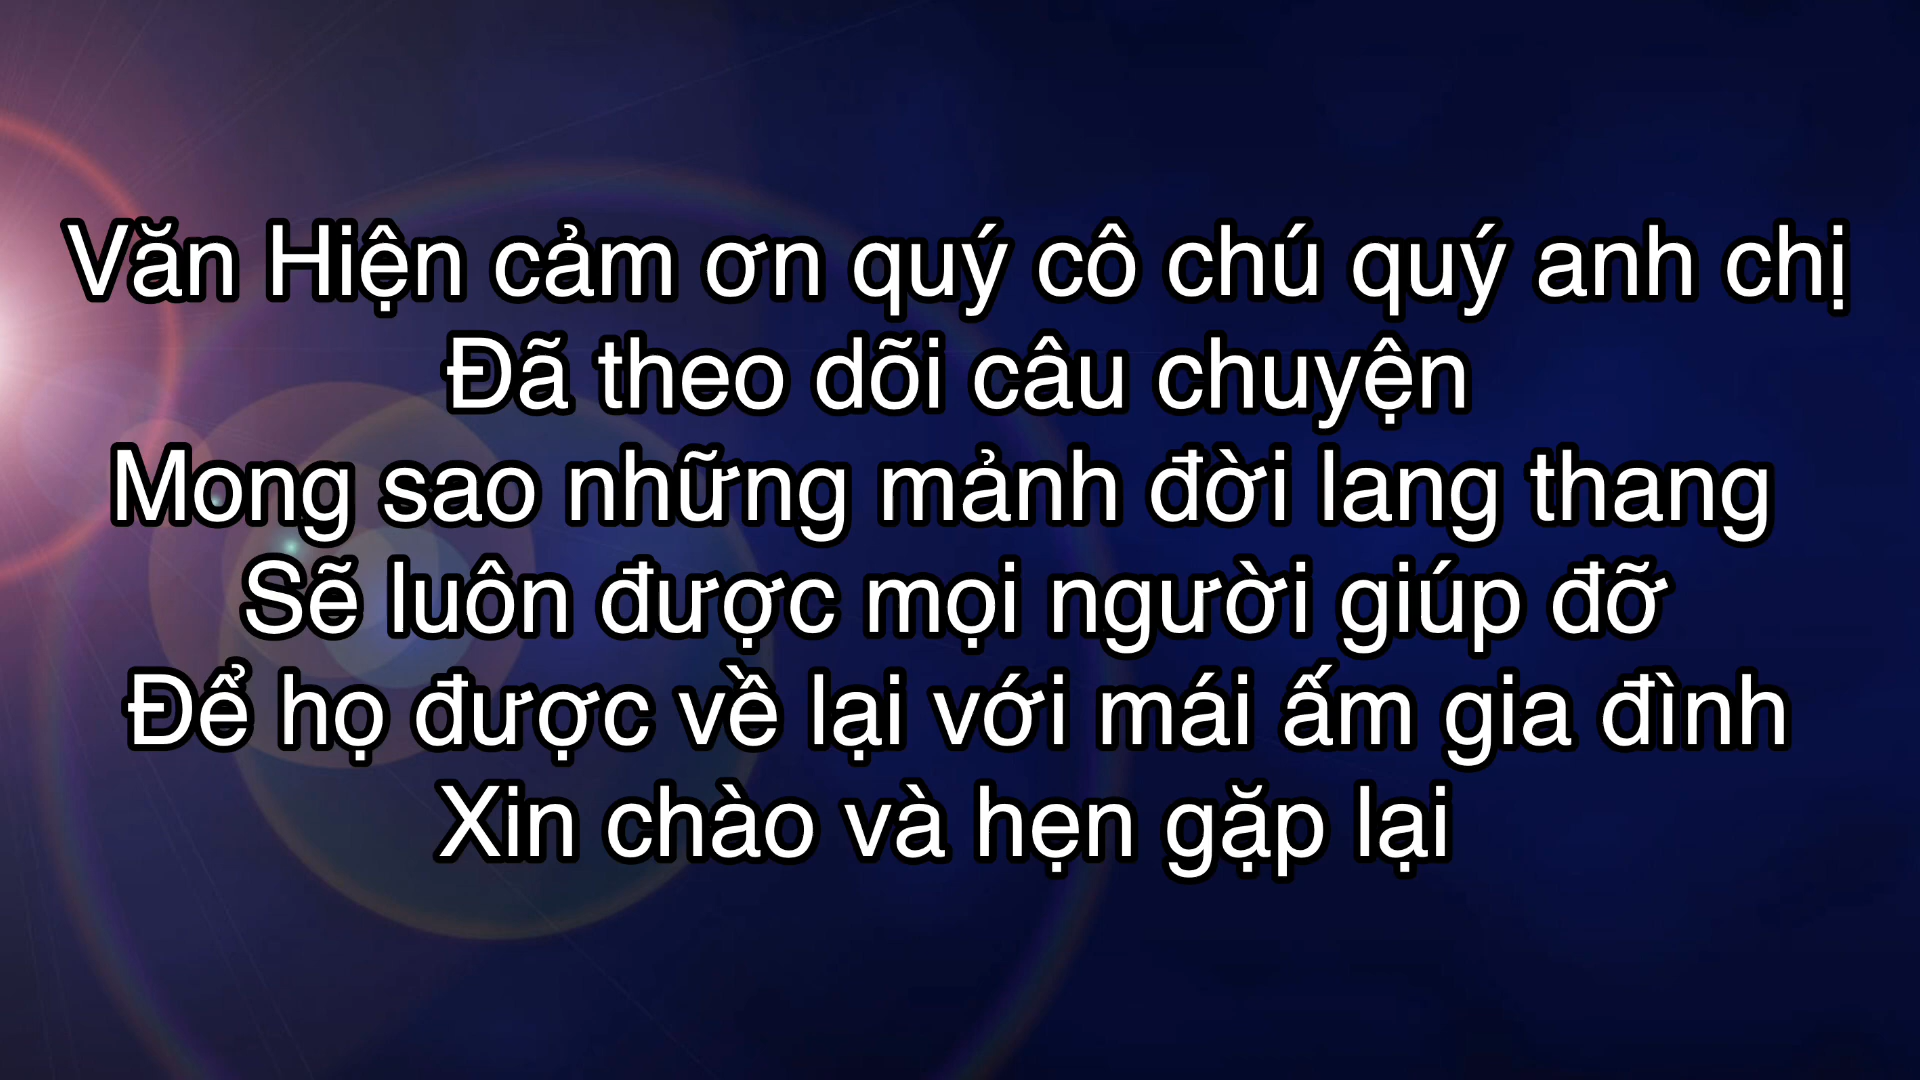 Văn Hiện cảm ơn quý cô chú quý anh chị
Đã theo dõi câu chuyện
Mong sao những mảnh đời lang thang
Sẽ luôn được mọi người giúp đỡ
Để họ được về lại với mái ấm gia đình
Xin chào và hẹn gặp lại